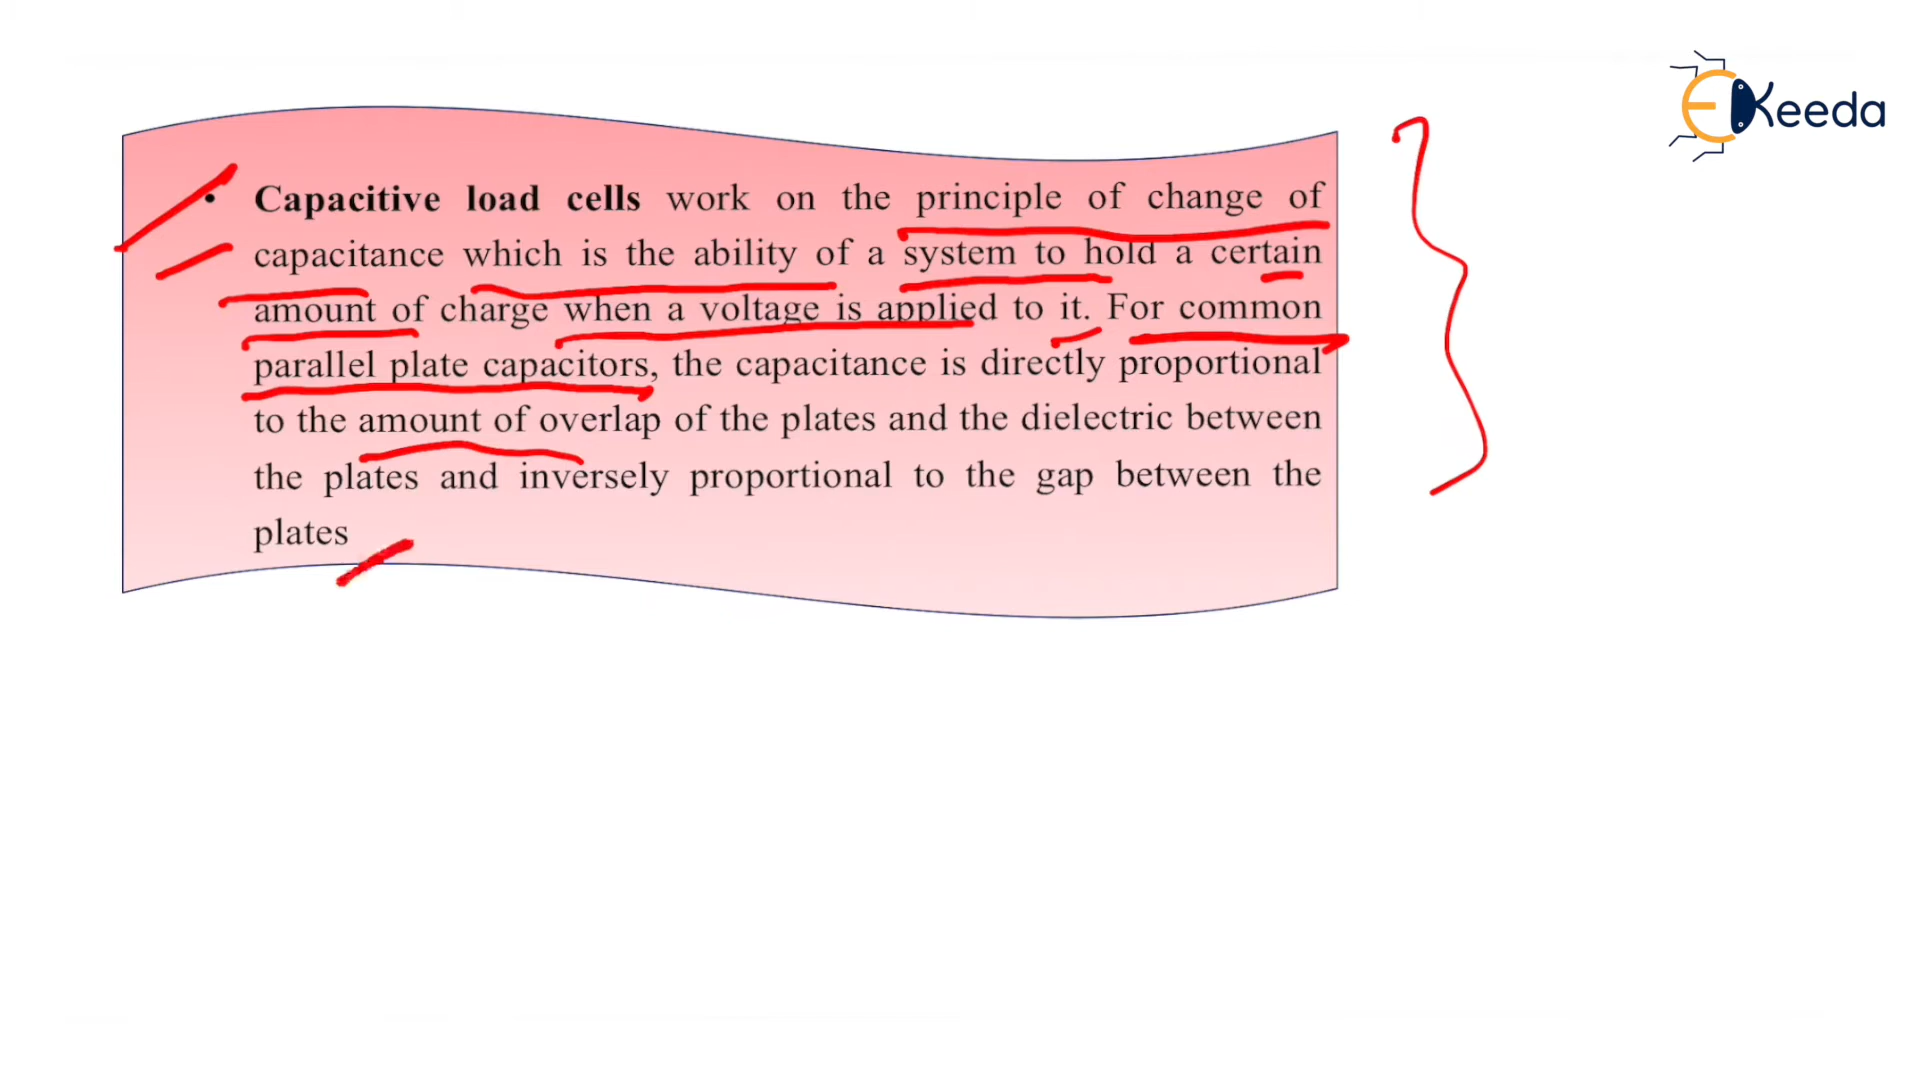 EKeeda
• Capacitive load cells work on the principle of change of
capacitance which is the ability of a system to hold a certain
amount of charge when a voltage is applied to it. For common
parallel plate capacitors, the capacitance is directly proportional
to the amount of overlap of the plates and the dielectric between
the plates and inversely proportional to the gap between the
plates